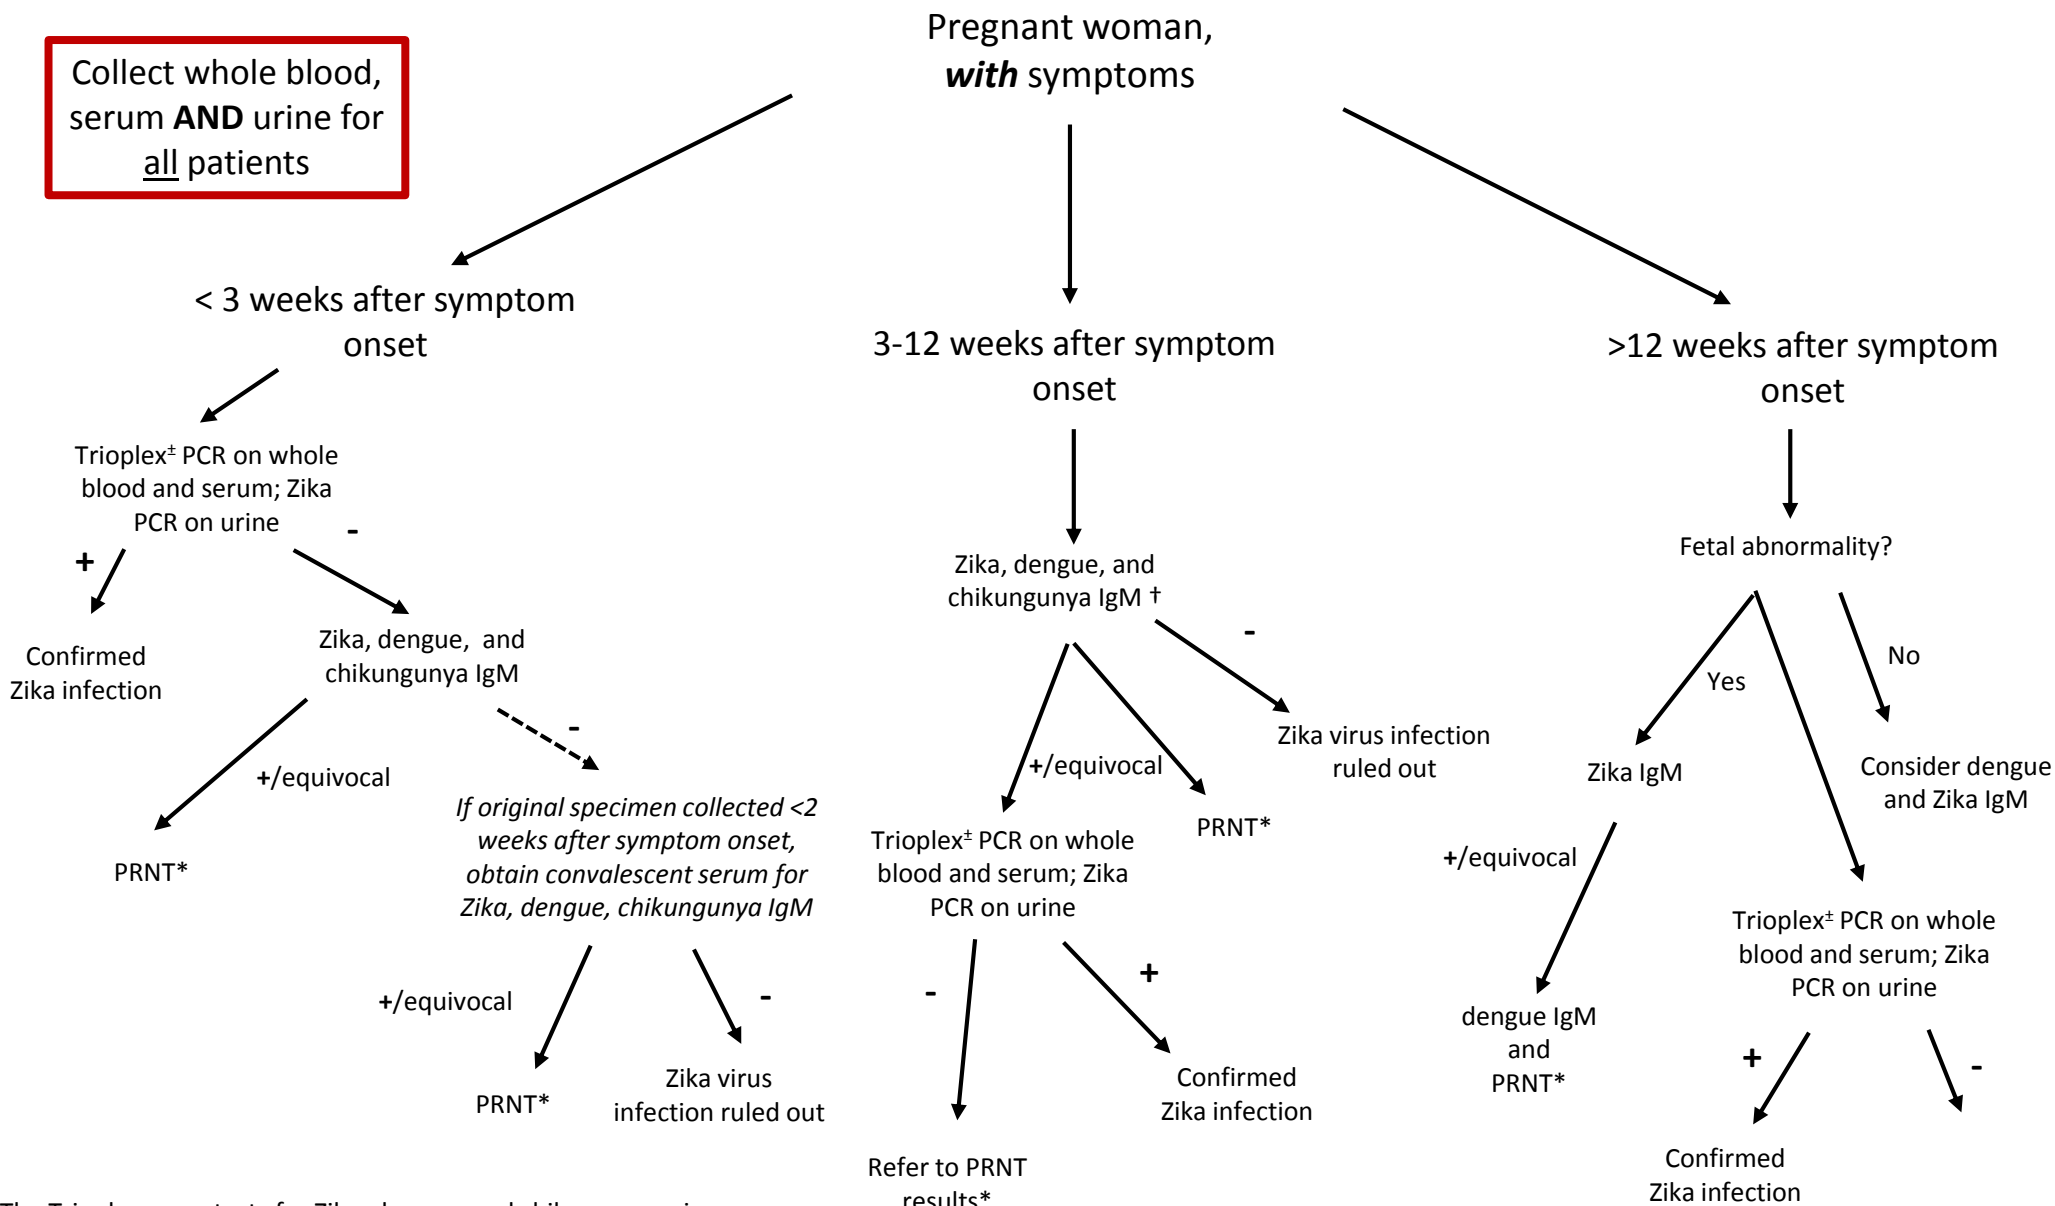 Pregnant woman,
with symptoms
Collect whole blood,
serum AND urine for
all patients
< 3 weeks after symptom
onset
Trioplex± PCR on whole
blood and serum; Zika
PCR on urine
+
-
Confirmed
Zika infection
Zika, dengue, and
chikungunya IgM
+/equivocal
-
PRNT*
If original specimen collected <2
weeks after symptom onset,
obtain convalescent serum for
Zika, dengue, chikungunya IgM
+/equivocal
-
PRNT*
Zika virus
infection ruled out
3-12 weeks after symptom
onset
Zika, dengue, and
chikungunya IgM †
-
Zika virus infection
ruled out
+/equivocal
PRNT*
Trioplex± PCR on whole
blood and serum; Zika
PCR on urine
-
+
Confirmed
Zika infection
Refer to PRNT
results*
>12 weeks after symptom
onset
Fetal abnormality?
Yes
No
Zika IgM
Consider dengue
and Zika IgM
+/equivocal
dengue IgM
and
PRNT*
Trioplex± PCR on whole
blood and serum; Zika
PCR on urine
+
-
Confirmed
Zika infection